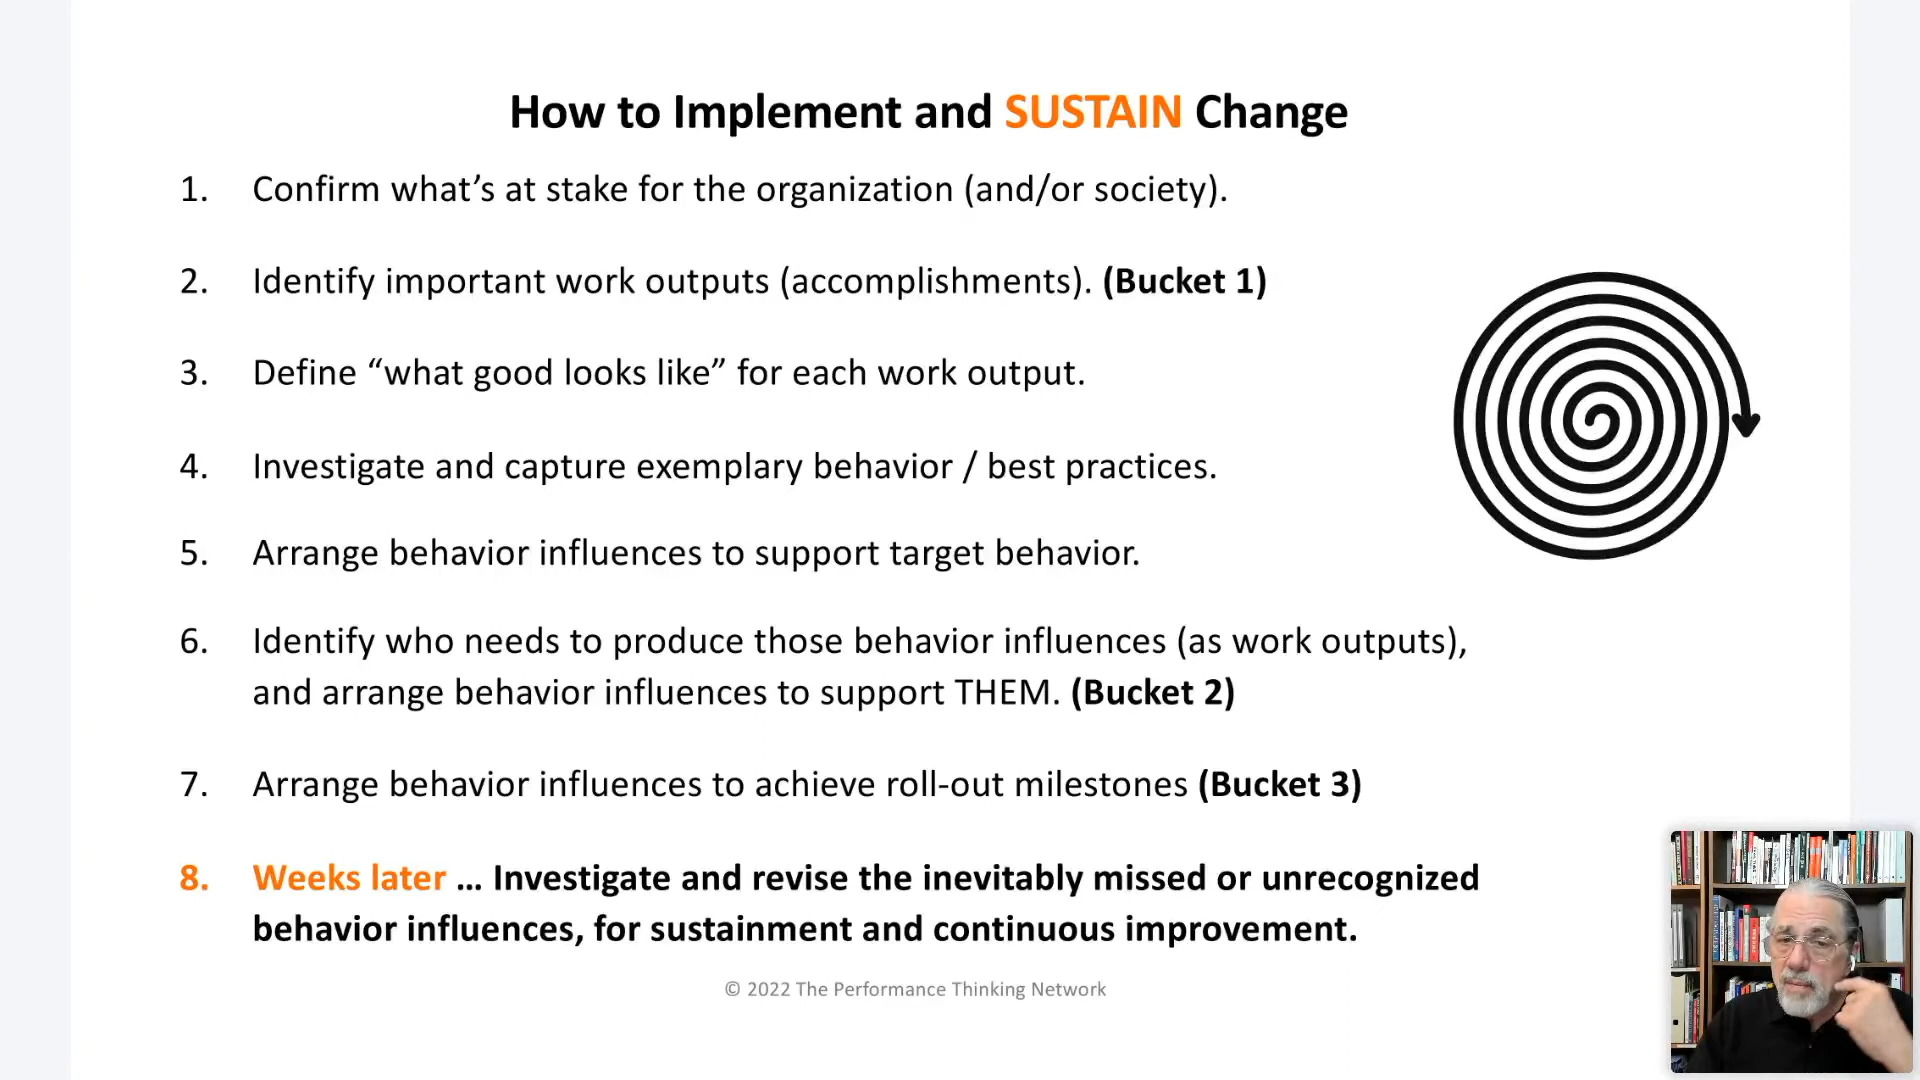 How to Implement and SUSTAIN Change
1. Confirm what’s at stake for the organization (and/or society).
2. Identify important work outputs (accomplishments). (Bucket 1)
3. Define “what good looks like” for each work output.
4. Investigate and capture exemplary behavior / best practices.
5. Arrange behavior influences to support target behavior.
6. Identify who needs to produce those behavior influences (as work outputs),
and arrange behavior influences to support THEM. (Bucket 2)
7. Arrange behavior influences to achieve roll-out milestones (Bucket 3)
8. Weeks later ... Investigate and revise the inevitably missed or unrecognized
behavior influences, for sustainment and continuous improvement.
© 2022 The Performance Thinking Network